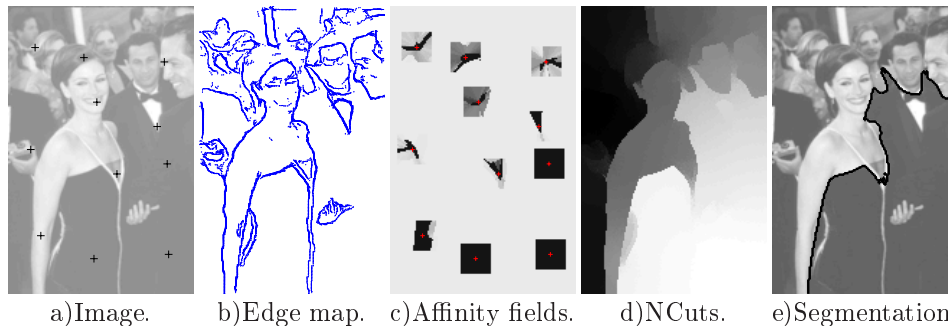 a)Image. b)Edge map. c)Affinity fields. d)NCuts. e)Segmentation